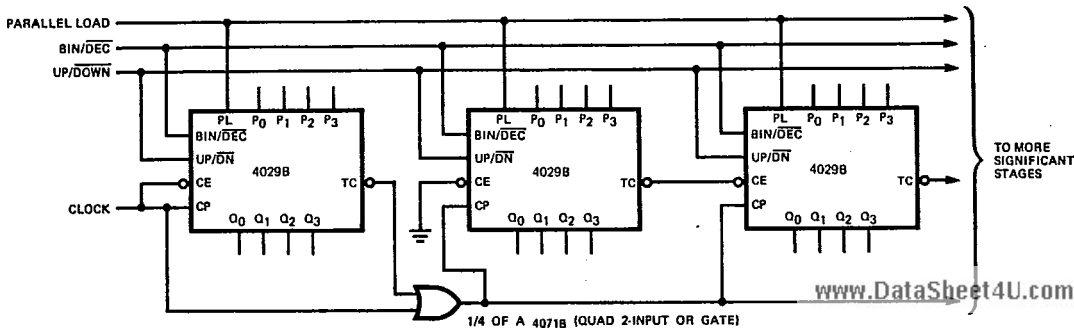 PARALLEL LOAD
BIN/DEC
UP/DOWN
PL P0 P1 P2 P3
BIN/DEC
UP/DN
4029B
CE
TC
CP
Q0 Q1 Q2 Q3
PL P0 P1 P2 P3
BIN/DEC
UP/DN
4029B
CE
TC
CP
Q0 Q1 Q2 Q3
PL P0 P1 P2 P3
BIN/DEC
UP/DN
4029B
CE
TC
CP
Q0 Q1 Q2 Q3
TO MORE
SIGNIFICANT
STAGES
CLOCK
www.DataSheet4U.com
1/4 OF A 4071B (QUAD 2-INPUT OR GATE)